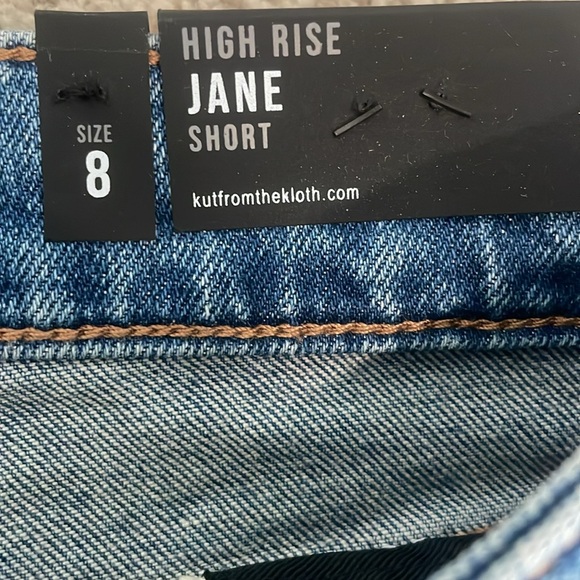 SIZE
8
HIGH RISE
JANE
SHORT
kutfromthekloth.com